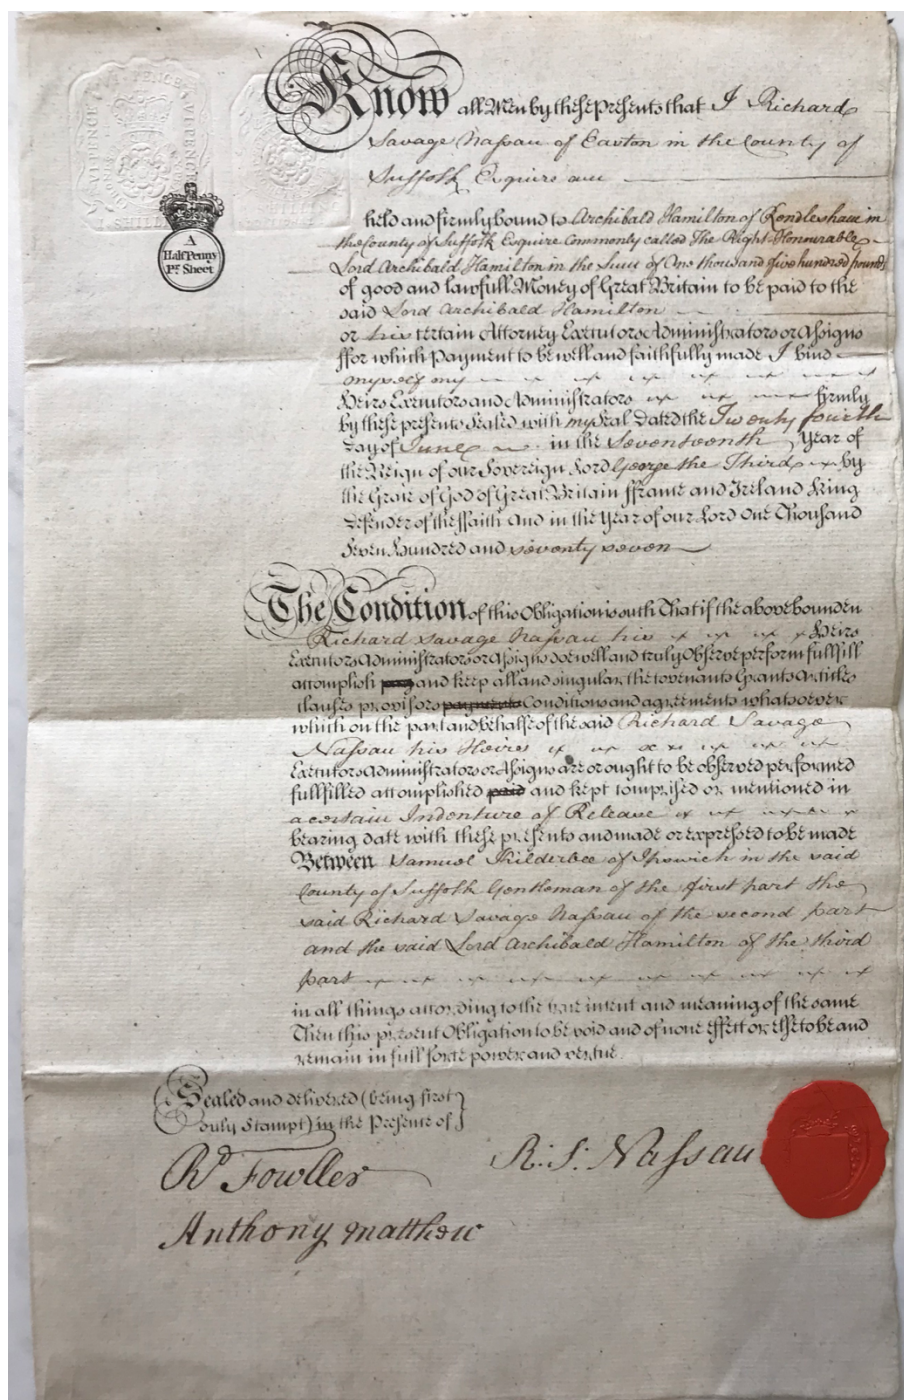 SIX PENCE
SHILL
A
Half Penny
Pr. Sheet
Know all Men by these Presents that I Richard
Savage Nassau of Easton in the County of
Suffolk Esquire am
held and firmly bound to Archibald Hamilton of Rendlesham in
the County of Suffolk Esquire commonly called The Right Honourable
Lord Archibald Hamilton in the Sum of One thousand five hundred pounds
of good and lawfull Money of Great Britain to be paid to the
said Lord Archibald Hamilton
or his certain Attorney Executors Administrators or Assigns
ffor which Payment to be well and faithfully made I bind
myself my
Heirs Executors and Administrators firmly
by these presents Sealed with my Seal Dated the Twenty fourth
Day of June in the Seventeenth Year of
the Reign of our Sovereign Lord George the Third by
the Grace of God of Great Britain ffrance and Ireland King
Defender of the ffaith And in the Year of our Lord One Thousand
Seven Hundred and seventy seven
The Condition of this Obligation is such That if the above bounden
Richard Savage Nassau his Heirs
Executors Administrators or Assigns doe well and truly Observe perform fullfill
accomplish pay and keep all and singular the Covenants Grants Articles
Clauses provisoes payments Conditions and agreements whatsoever
which on the part and behalfe of the said Richard Savage
Nassau his Heires
Executors Administrators or Assigns are or ought to be observed performed
fullfilled accomplished paid and kept comprised or mentioned in
a certain Indenture of Release
bearing date with these presents and made or expressed to be made
Between Samuel Kilderbee of Ipswich in the said
County of Suffolk Gentleman of the first part the
said Richard Savage Nassau of the second part
and the said Lord Archibald Hamilton of the third
part
in all things according to the true intent and meaning of the same
Then this present Obligation to be void and of none effect or else to be and
remain in full force power and vertue.
Sealed and delivered (being first
duly Stampt) in the Presence of
Rd. Fowller
R: S: Nassau
Anthony Matthew